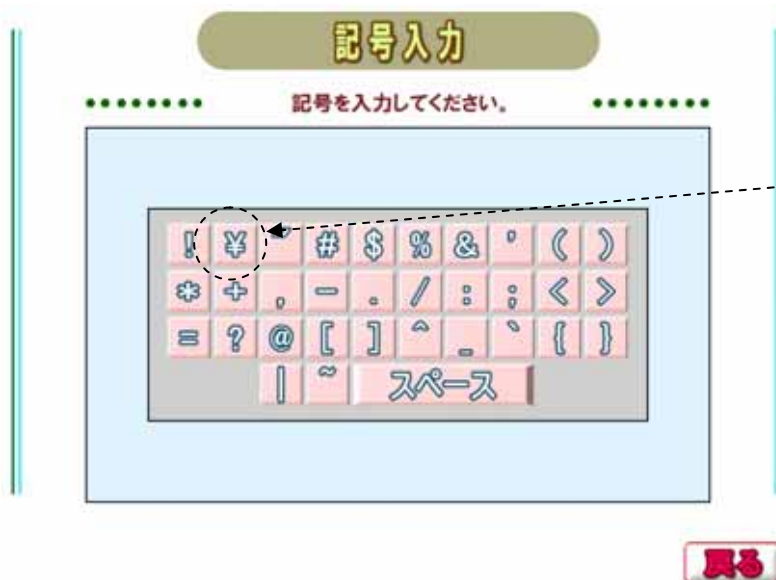 記号入力
記号を入力してください。
! ¥ " # $ % & ' ( )
* + , - . / : ; < >
= ? @ [ ] ^ _ ` { }
| ~ スペース
戻る